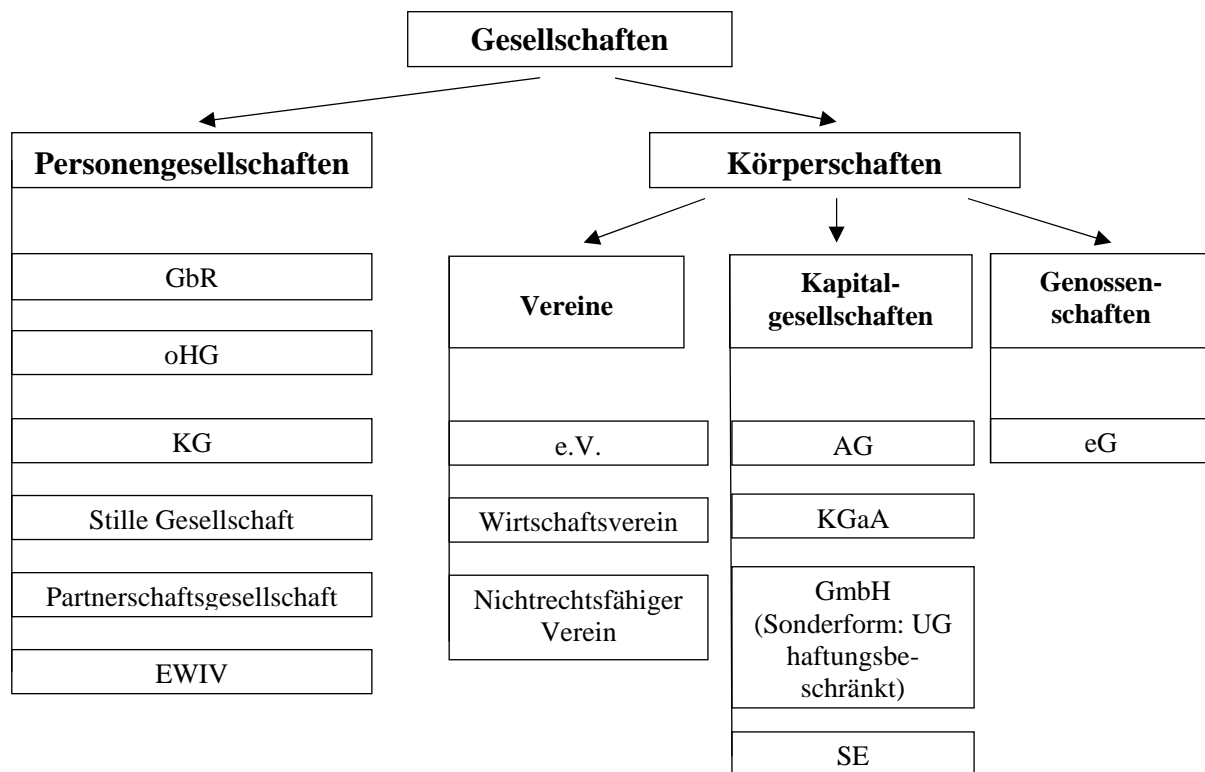 Gesellschaften
Personengesellschaften
Körperschaften
GbR
oHG
KG
Stille Gesellschaft
Partnerschaftsgesellschaft
EWIV
Vereine
e.V.
Wirtschaftsverein
Nichtrechtsfähiger
Verein
Kapital-
gesellschaften
AG
KGaA
GmbH
(Sonderform: UG
haftungsbe-
schränkt)
SE
Genossen-
schaften
eG